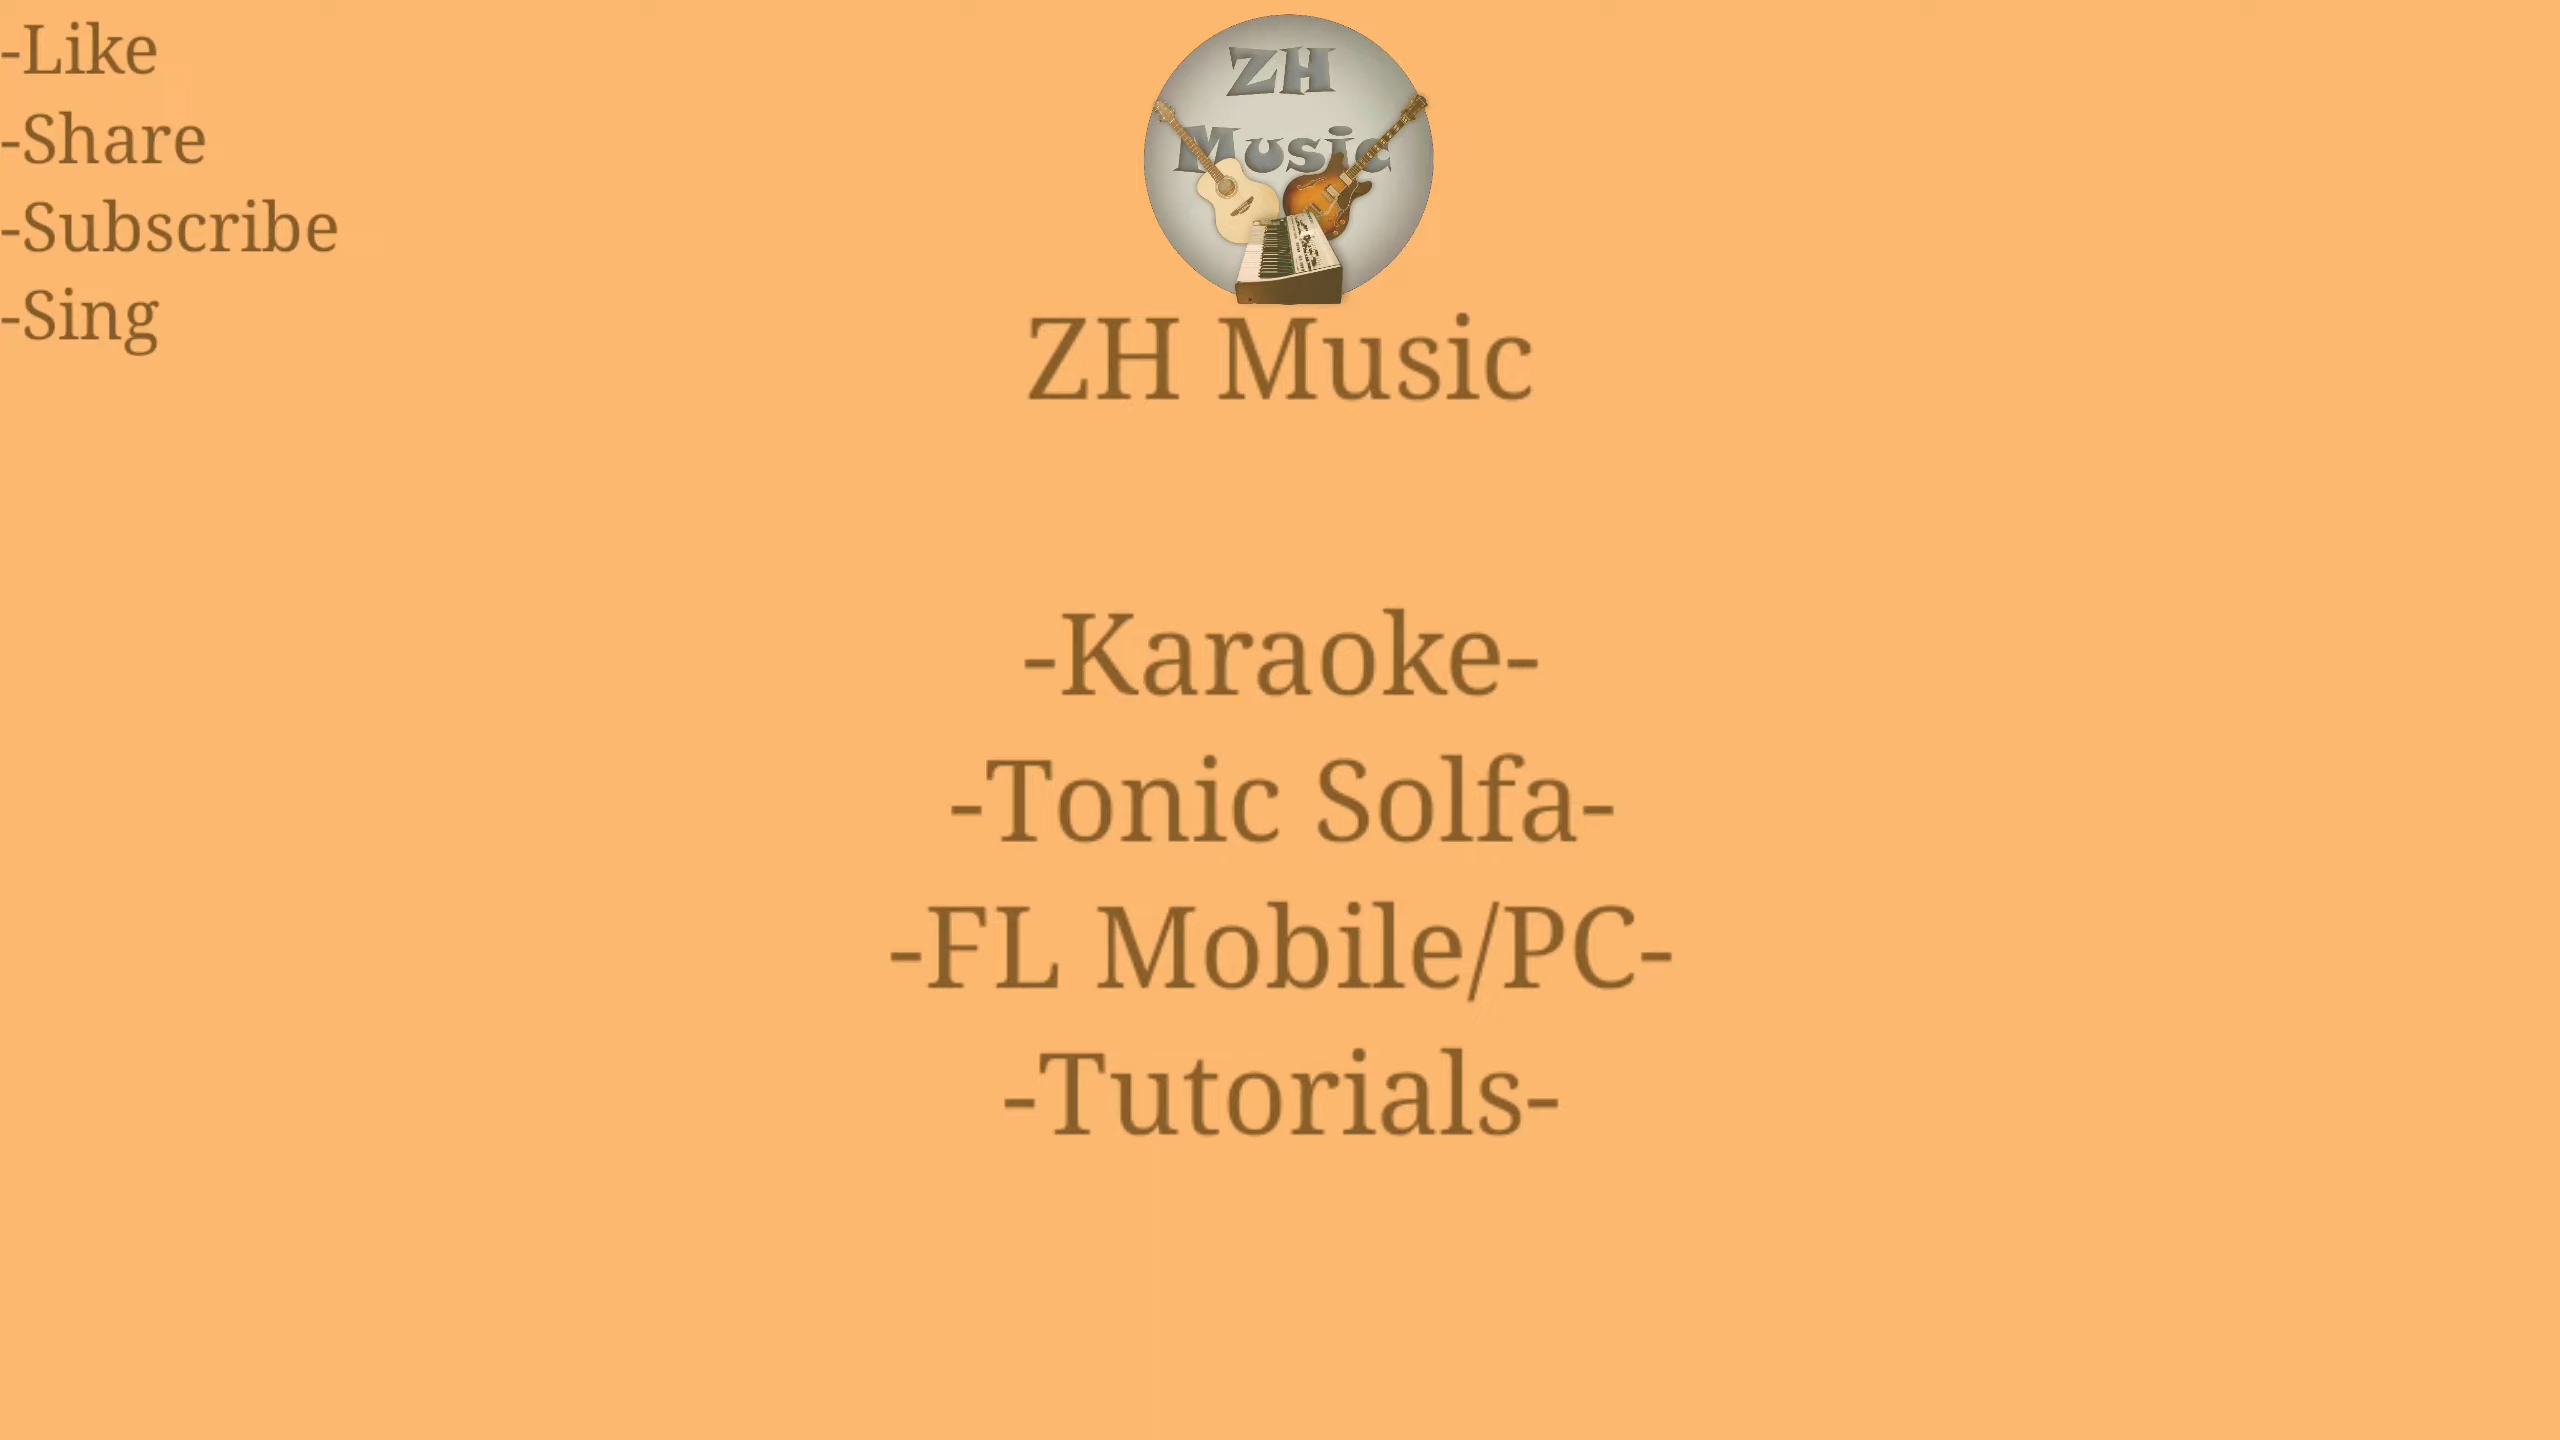 -Like
-Share
-Subscribe
-Sing
ZH
Music
ZH Music
-Karaoke-
-Tonic Solfa-
-FL Mobile/PC-
-Tutorials-